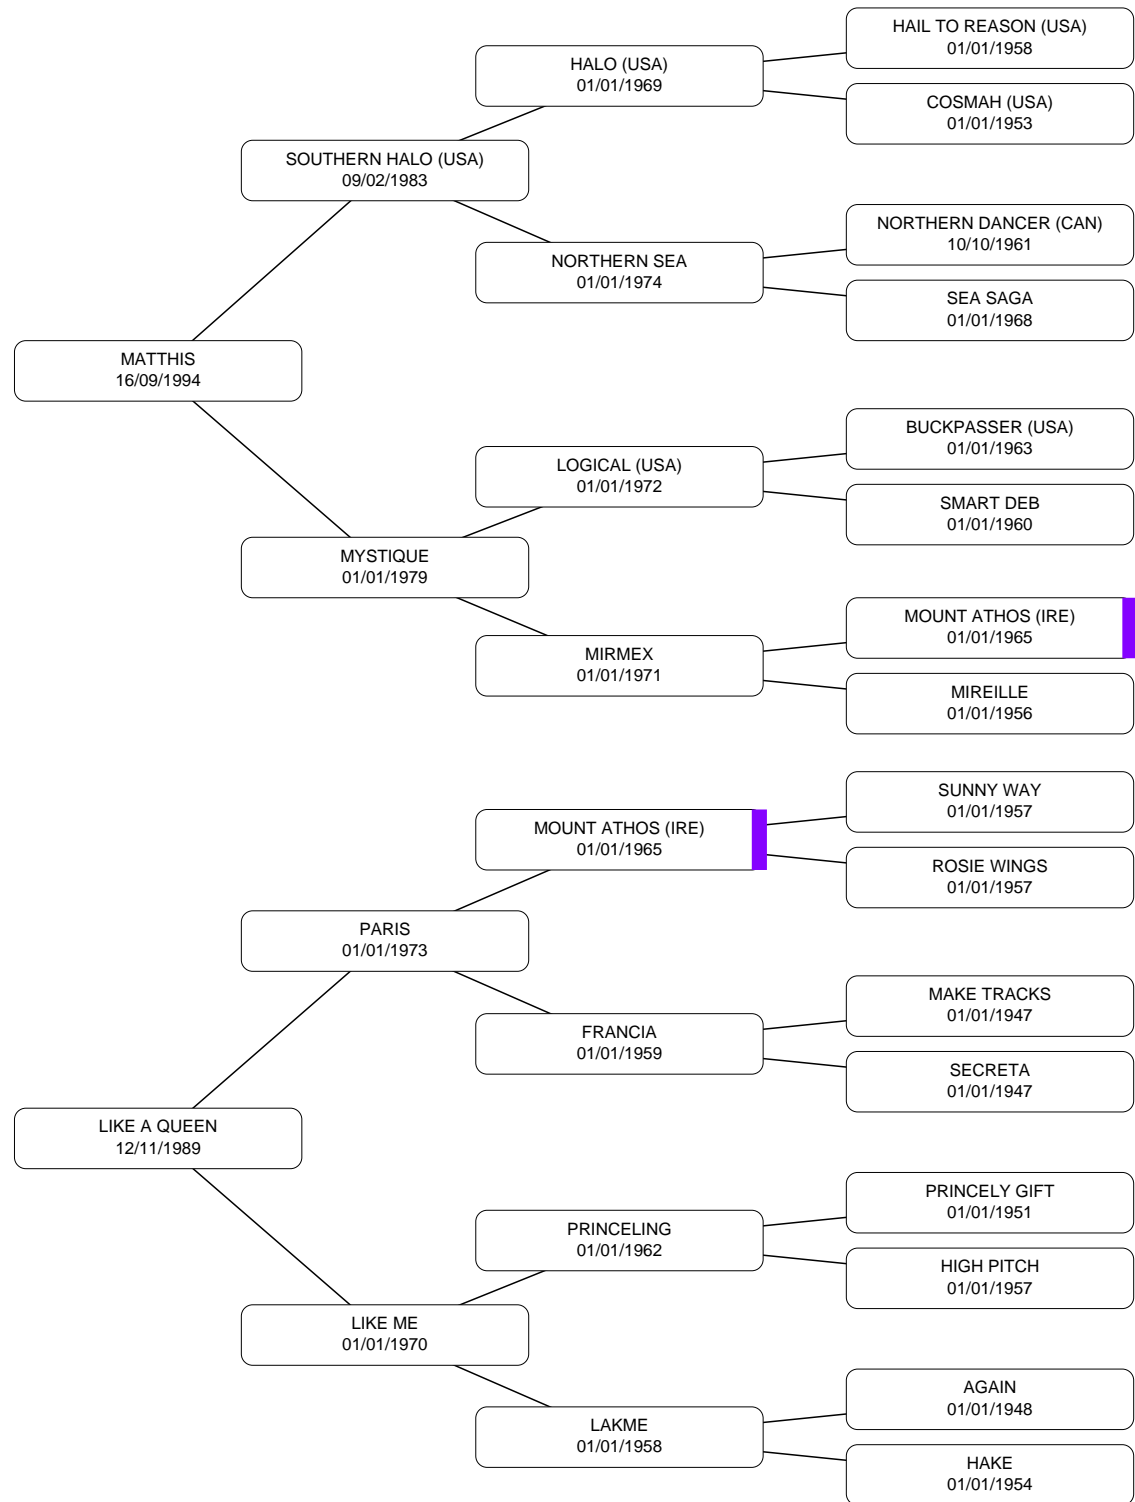 HAIL TO REASON (USA)
01/01/1958
HALO (USA)
01/01/1969
COSMAH (USA)
01/01/1953
SOUTHERN HALO (USA)
09/02/1983
NORTHERN DANCER (CAN)
10/10/1961
NORTHERN SEA
01/01/1974
SEA SAGA
01/01/1968
MATTHIS
16/09/1994
BUCKPASSER (USA)
01/01/1963
LOGICAL (USA)
01/01/1972
SMART DEB
01/01/1960
MYSTIQUE
01/01/1979
MOUNT ATHOS (IRE)
01/01/1965
MIRMEX
01/01/1971
MIREILLE
01/01/1956
SUNNY WAY
01/01/1957
MOUNT ATHOS (IRE)
01/01/1965
ROSIE WINGS
01/01/1957
PARIS
01/01/1973
MAKE TRACKS
01/01/1947
FRANCIA
01/01/1959
SECRETA
01/01/1947
LIKE A QUEEN
12/11/1989
PRINCELY GIFT
01/01/1951
PRINCELING
01/01/1962
HIGH PITCH
01/01/1957
LIKE ME
01/01/1970
AGAIN
01/01/1948
LAKME
01/01/1958
HAKE
01/01/1954